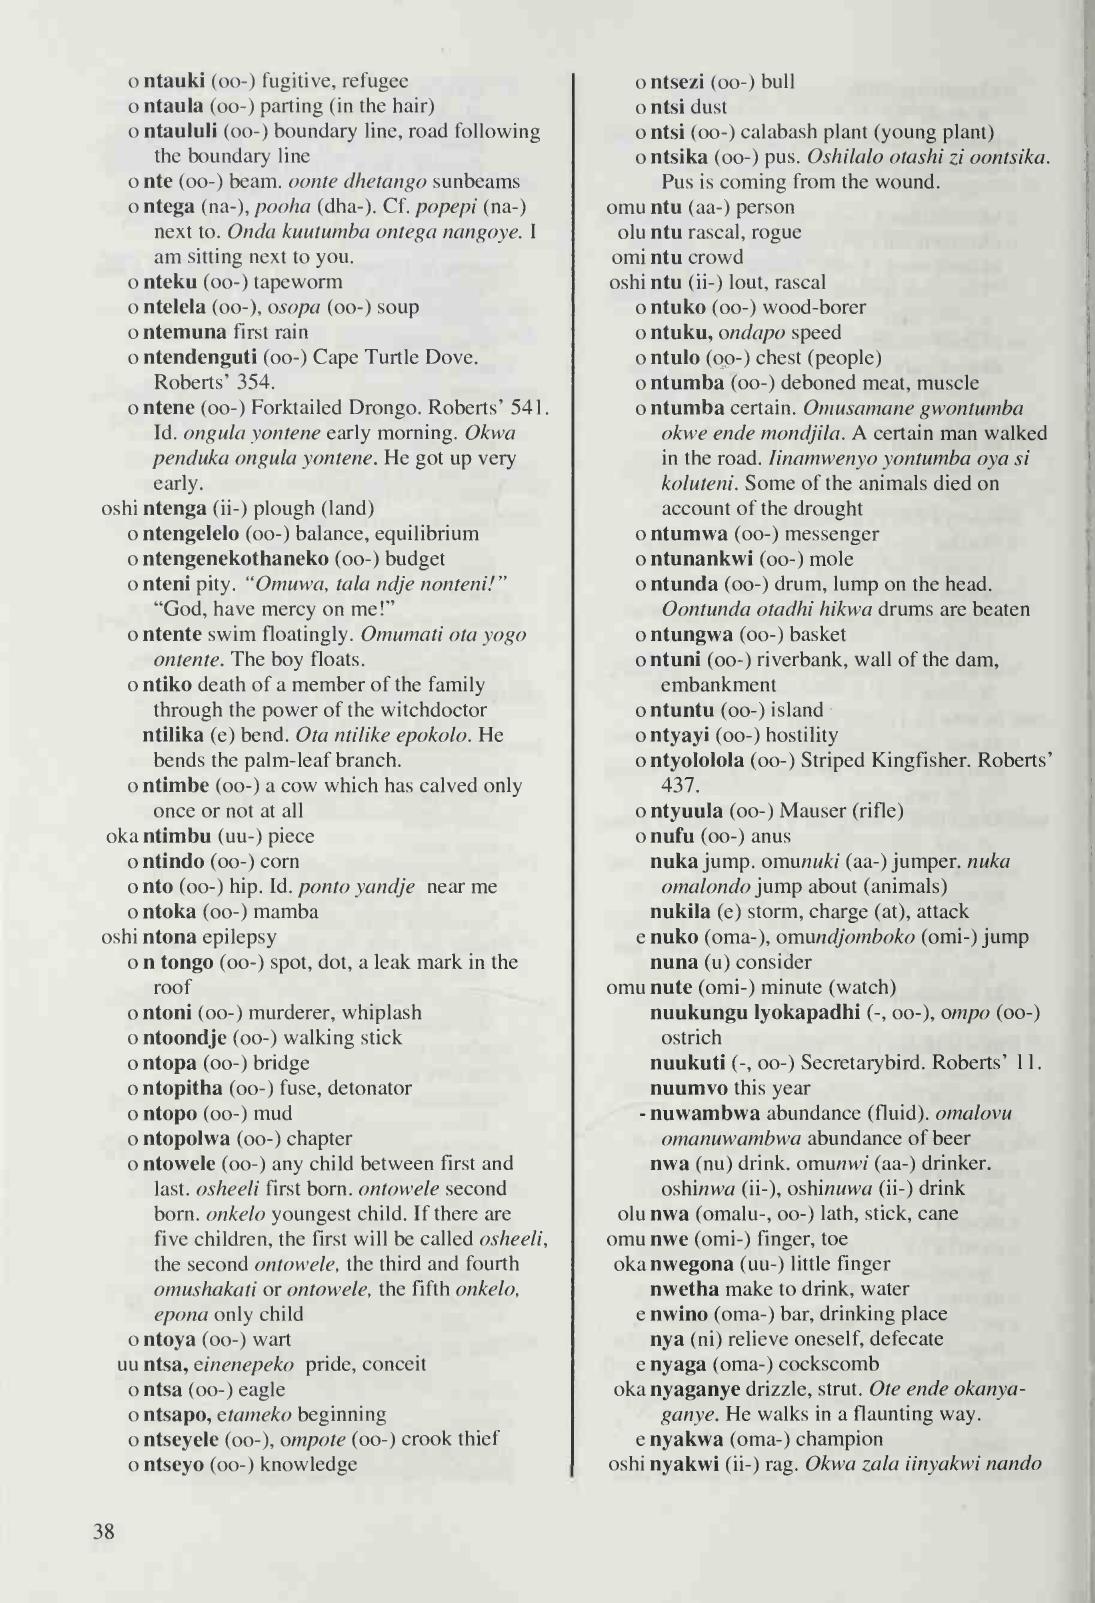 o ntauki (oo-) fugitive, refugee
o ntaula (oo-) parting (in the hair)
o ntaululi (oo-) boundary line, road following
the boundary line
o nte (oo-) beam. oonte dhetango sunbeams
o ntega (na-), pooha (dha-). Cf. popepi (na-)
next to. Onda kuutumba ontega nangoye. I
am sitting next to you.
o nteku (oo-) tapeworm
o ntelela (oo-), osopa (oo-) soup
o ntemuna first rain
o ntendenguti (oo-) Cape Turtle Dove.
Roberts' 354.
o ntene (oo-) Forktailed Drongo. Roberts' 541.
Id. ongula yontene early morning. Okwa
penduka ongula yontene. He got up very
early.
oshi ntenga (ii-) plough (land)
o ntengelelo (oo-) balance, equilibrium
o ntengenekothaneko (oo-) budget
o nteni pity. “Omuwa, tala ndje nonteni!”
“God, have mercy on me!”
o ntente swim floatingly. Omumati ota yogo
ontente. The boy floats.
o ntiko death of a member of the family
through the power of the witchdoctor
ntilika (e) bend. Ota ntilike epokolo. He
bends the palm-leaf branch.
o ntimbe (oo-) a cow which has calved only
once or not at all
oka ntimbu (uu-) piece
o ntindo (oo-) corn
o nto (oo-) hip. Id. ponto yandje near me
o ntoka (oo-) mamba
oshi ntona epilepsy
o n tongo (oo-) spot, dot, a leak mark in the
roof
o ntoni (oo-) murderer, whiplash
o ntoondje (oo-) walking stick
o ntopa (oo-) bridge
o ntopitha (oo-) fuse, detonator
o ntopo (oo-) mud
o ntopolwa (oo-) chapter
o ntowele (oo-) any child between first and
last. osheeli first born. ontowele second
born. onkelo youngest child. If there are
five children, the first will be called osheeli,
the second ontowele, the third and fourth
omushakati or ontowele, the fifth onkelo,
epona only child
o ntoya (oo-) wart
uu ntsa, einenepeko pride, conceit
o ntsa (oo-) eagle
o ntsapo, etameko beginning
o ntseyele (oo-), ompote (oo-) crook thief
o ntseyo (oo-) knowledge
o ntsezi (oo-) bull
o ntsi dust
o ntsi (oo-) calabash plant (young plant)
o ntsika (oo-) pus. Oshilalo otashi zi oontsika.
Pus is coming from the wound.
omu ntu (aa-) person
olu ntu rascal, rogue
omi ntu crowd
oshi ntu (ii-) lout, rascal
o ntuko (oo-) wood-borer
o ntuku, ondapo speed
o ntulo (oo-) chest (people)
o ntumba (oo-) deboned meat, muscle
o ntumba certain. Omusamane gwontumba
okwe ende mondjila. A certain man walked
in the road. Iinamwenyo yontumba oya si
koluteni. Some of the animals died on
account of the drought
o ntumwa (oo-) messenger
o ntunankwi (oo-) mole
o ntunda (oo-) drum, lump on the head.
Oontunda otadhi hikwa drums are beaten
o ntungwa (oo-) basket
o ntuni (oo-) riverbank, wall of the dam,
embankment
o ntuntu (oo-) island
o ntyayi (oo-) hostility
o ntyololola (oo-) Striped Kingfisher. Roberts'
437.
o ntyuula (oo-) Mauser (rifle)
o nufu (oo-) anus
nuka jump. omunuki (aa-) jumper. nuka
omalondo jump about (animals)
nukila (e) storm, charge (at), attack
e nuko (oma-), omundjomboko (omi-) jump
nuna (u) consider
omu nute (omi-) minute (watch)
nuukungu lyokapadhi (-, oo-), ompo (oo-)
ostrich
nuukuti (-, oo-) Secretarybird. Roberts' 11.
nuumvo this year
- nuwambwa abundance (fluid). omalovu
omanuwambwa abundance of beer
nwa (nu) drink. omunwi (aa-) drinker.
oshinwa (ii-), oshinuwa (ii-) drink
olu nwa (omalu-, oo-) lath, stick, cane
omu nwe (omi-) finger, toe
oka nwegona (uu-) little finger
nwetha make to drink, water
e nwino (oma-) bar, drinking place
nya (ni) relieve oneself, defecate
e nyaga (oma-) cockscomb
oka nyaganye drizzle, strut. Ote ende okanya-
ganye. He walks in a flaunting way.
e nyakwa (oma-) champion
oshi nyakwi (ii-) rag. Okwa zala iinyakwi nando
38